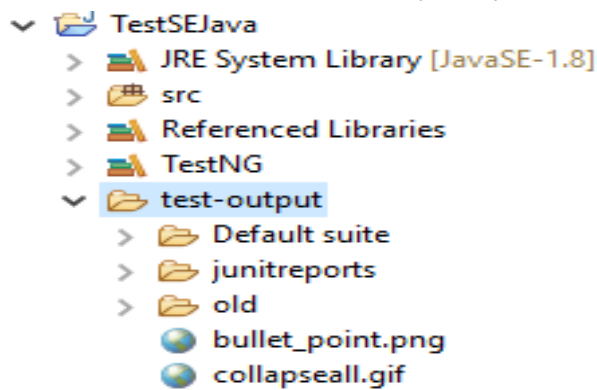 TestSEJava
JRE System Library [JavaSE-1.8]
src
Referenced Libraries
TestNG
test-output
Default suite
junitreports
old
bullet_point.png
collapseall.gif